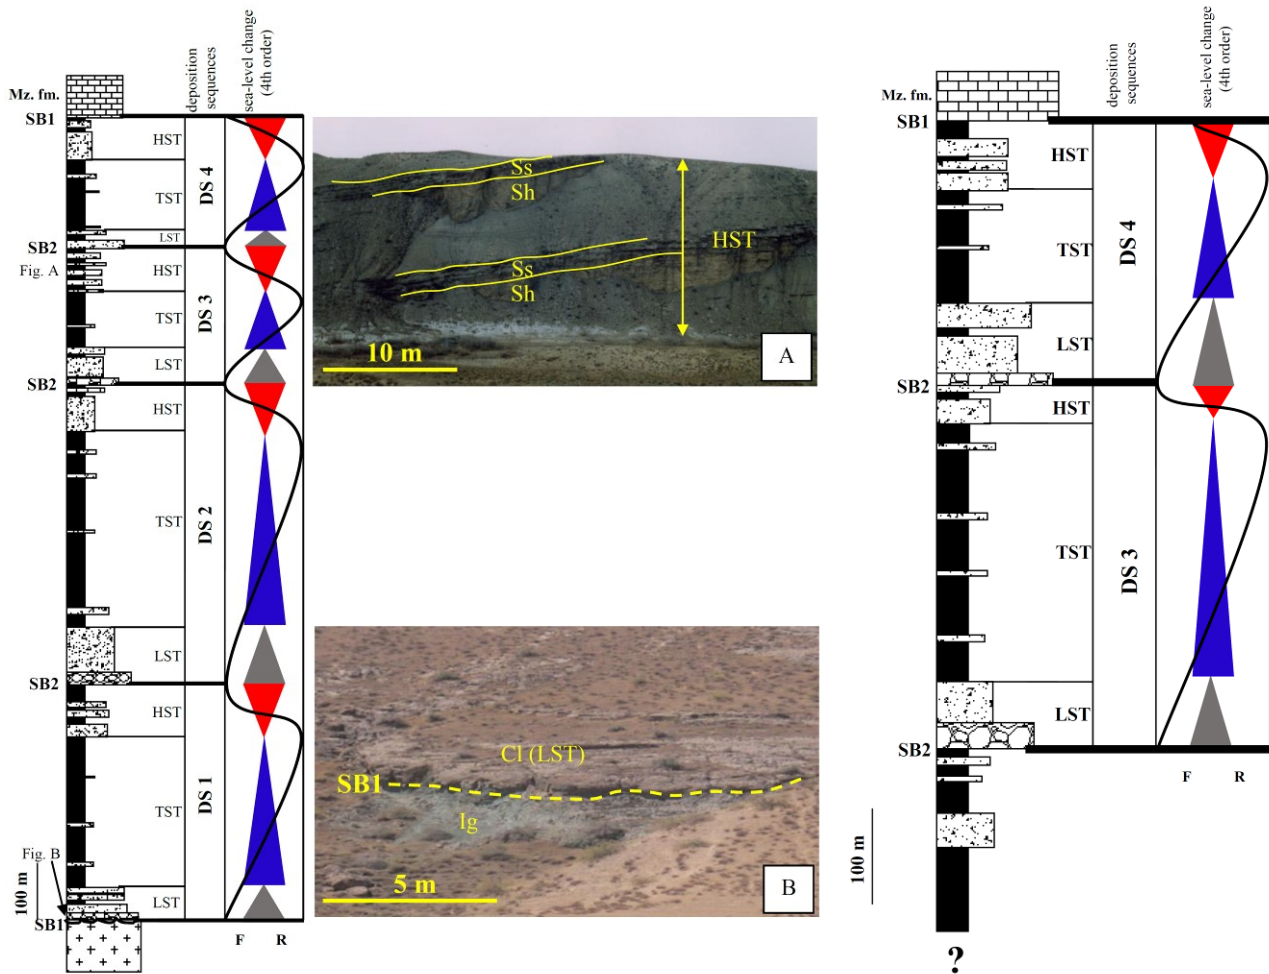 deposition
sequences
sea-level change
(4th order)
Mz. fm.
SB1
HST
TST
LST
DS 4
SB2
Fig. A
HST
TST
LST
DS 3
SB2
HST
TST
LST
DS 2
SB2
HST
TST
LST
DS 1
Fig. B
100 m
SB1
F R
Ss
Sh
HST
Ss
Sh
10 m
A
Cl (LST)
SB1
Ig
5 m
B
deposition
sequences
sea-level change
(4th order)
Mz. fm.
SB1
HST
TST
LST
DS 4
SB2
HST
TST
LST
DS 3
SB2
F R
100 m
?